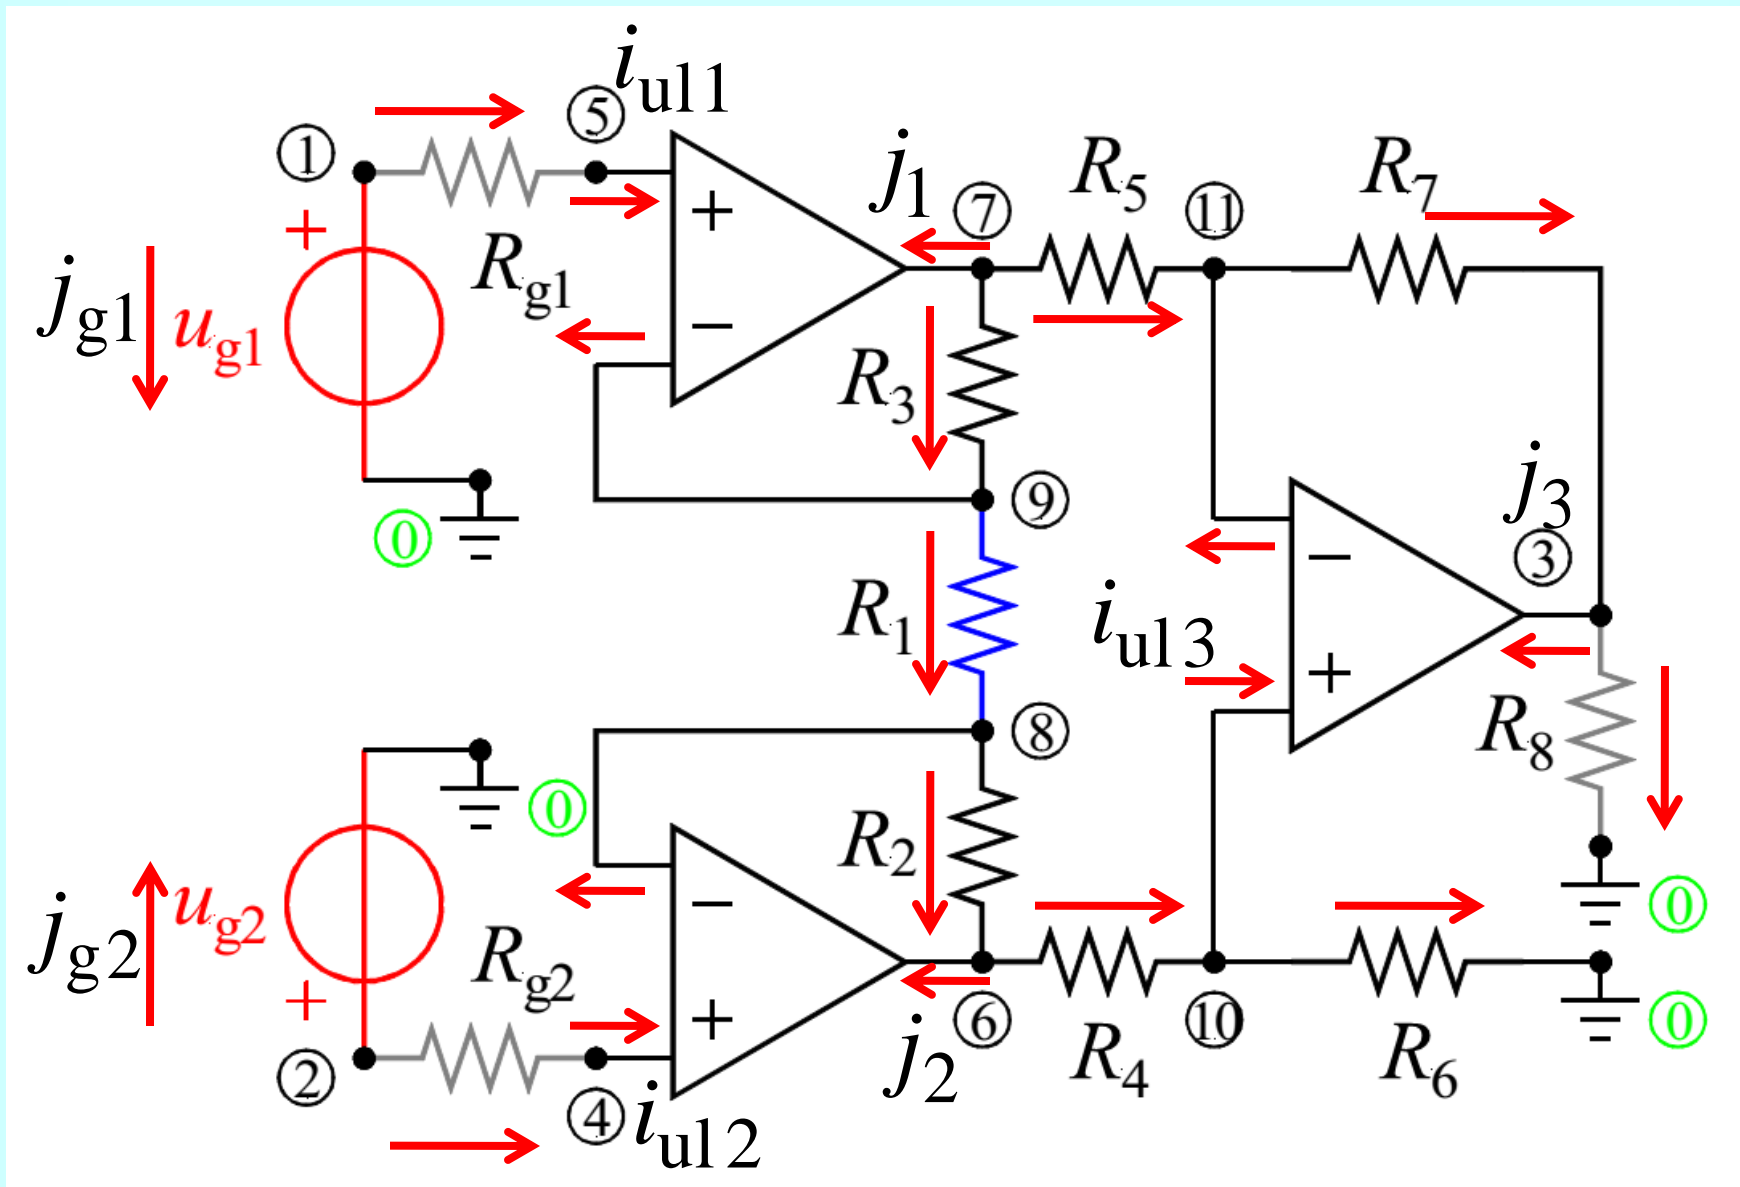 i_ul1
①
⑤
j_1
⑦
R_5
⑪
R_7
+
+
R_g1
j_g1
u_g1
−
R_3
⑨
⓪
j_3
③
−
R_1
i_ul3
+
⑧
R_8
⓪
R_2
j_g2
u_g2
−
⓪
R_g2
+
+
②
④
i_ul2
j_2
⑥
R_4
⑩
R_6
⓪